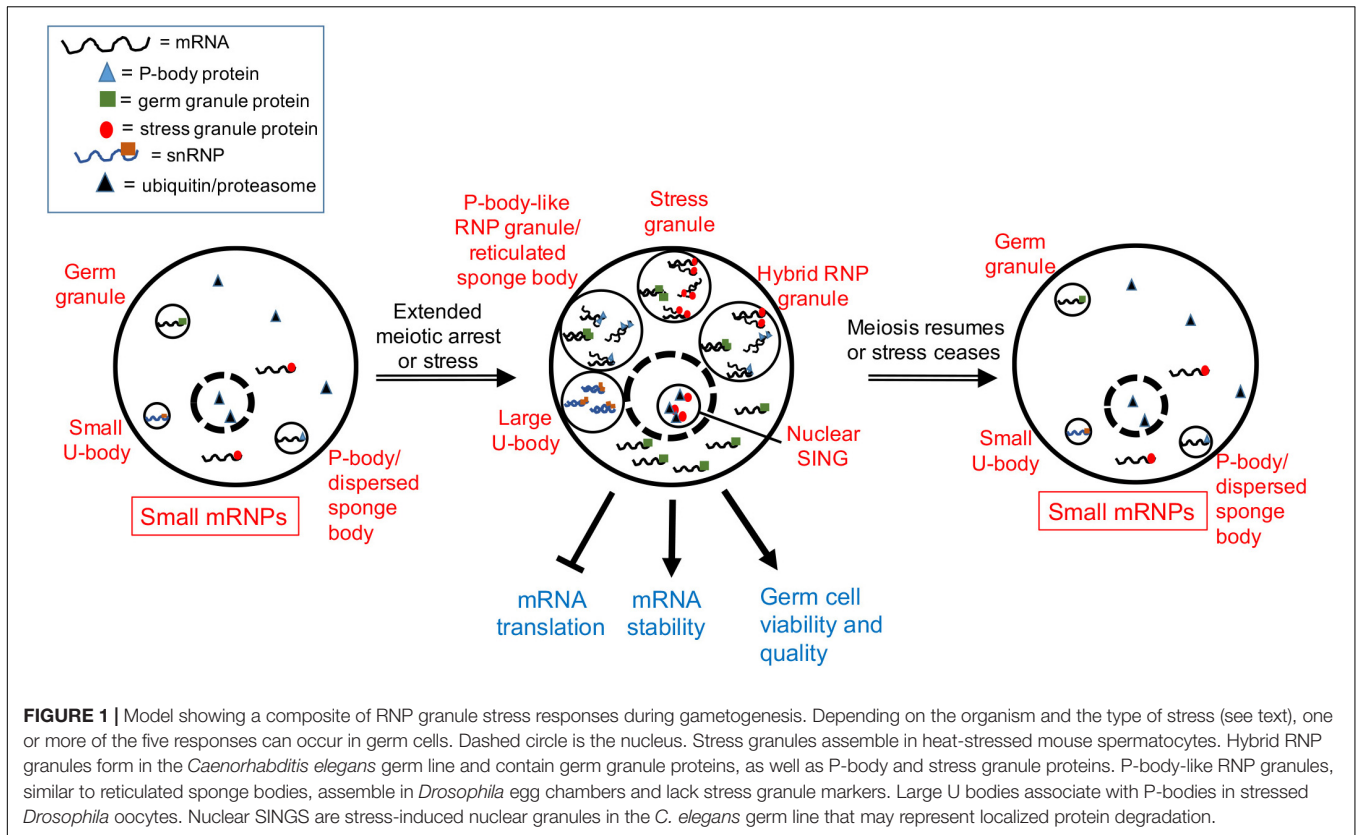 = mRNA
= P-body protein
= germ granule protein
= stress granule protein
= snRNP
= ubiquitin/proteasome
Germ
granule
Small
U-body
P-body/
dispersed
sponge
body
Small mRNPs
Extended
meiotic arrest
or stress
P-body-like
RNP granule/
reticulated
sponge body
Stress
granule
Hybrid RNP
granule
Large
U-body
Nuclear
SING
Meiosis resumes
or stress ceases
Germ
granule
Small
U-body
P-body/
dispersed
sponge
body
Small mRNPs
mRNA
translation
mRNA
stability
Germ cell
viability and
quality
FIGURE 1 | Model showing a composite of RNP granule stress responses during gametogenesis. Depending on the organism and the type of stress (see text), one
or more of the five responses can occur in germ cells. Dashed circle is the nucleus. Stress granules assemble in heat-stressed mouse spermatocytes. Hybrid RNP
granules form in the Caenorhabditis elegans germ line and contain germ granule proteins, as well as P-body and stress granule proteins. P-body-like RNP granules,
similar to reticulated sponge bodies, assemble in Drosophila egg chambers and lack stress granule markers. Large U bodies associate with P-bodies in stressed
Drosophila oocytes. Nuclear SINGS are stress-induced nuclear granules in the C. elegans germ line that may represent localized protein degradation.